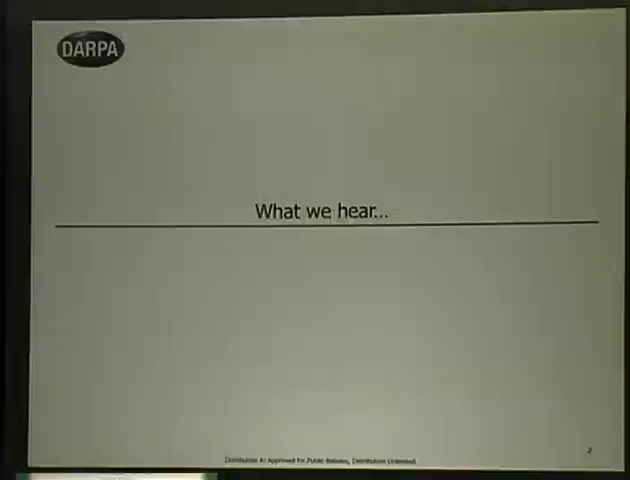 DARPA
What we hear...
2
Distribution A: Approved for Public Release, Distribution Unlimited